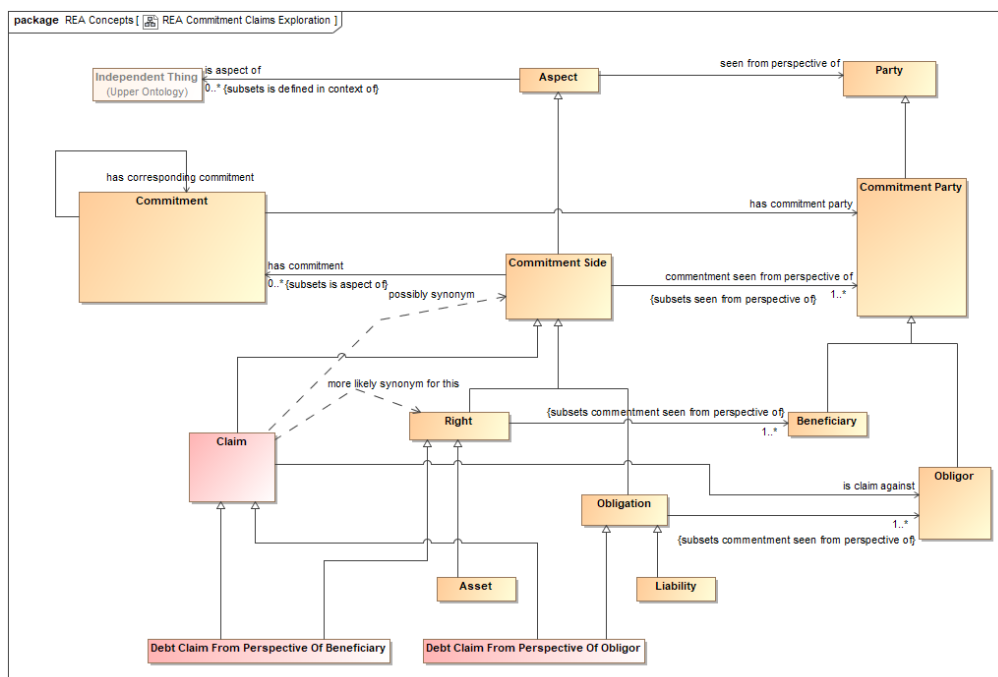 package REA Concepts [ REA Commitment Claims Exploration ]
Independent Thing
(Upper Ontology)
is aspect of
0..* {subsets is defined in context of}
Aspect
seen from perspective of
Party
has corresponding commitment
Commitment
has commitment party
Commitment Party
has commitment
0..* {subsets is aspect of}
Commitment Side
commentment seen from perspective of
{subsets seen from perspective of}
1..*
possibly synonym
more likely synonym for this
Claim
Right
{subsets commentment seen from perspective of}
1..*
Beneficiary
is claim against
Obligor
Obligation
1..*
{subsets commentment seen from perspective of}
Asset
Liability
Debt Claim From Perspective Of Beneficiary
Debt Claim From Perspective Of Obligor